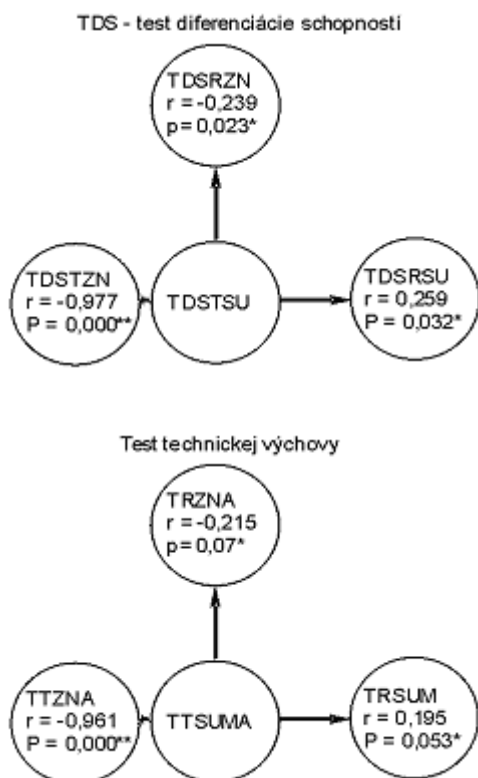 TDS - test diferenciácie schopností
TDSRZN
r = -0,239
p= 0,023*
TDSTZN
r = -0,977
P = 0,000**
TDSTSU
TDSRSU
r = 0,259
P = 0,032*
Test technickej výchovy
TRZNA
r = -0,215
p= 0,07*
TTZNA
r = -0,961
P = 0,000**
TTSUMA
TRSUM
r = 0,195
P = 0,053*